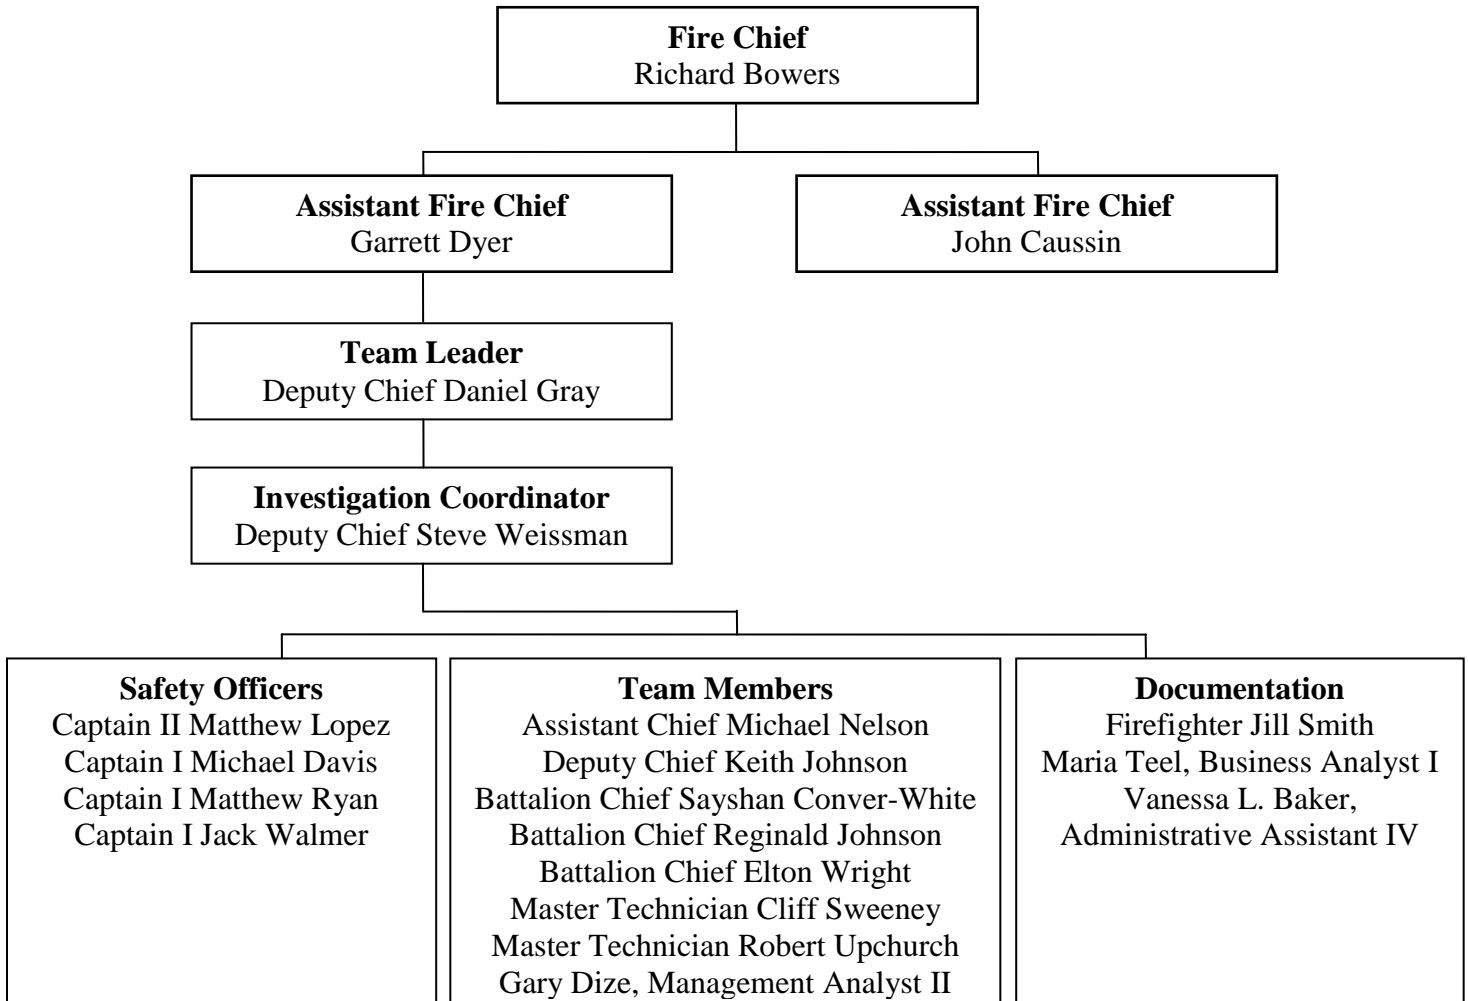 Fire Chief
Richard Bowers
Assistant Fire Chief
Garrett Dyer
Assistant Fire Chief
John Caussin
Team Leader
Deputy Chief Daniel Gray
Investigation Coordinator
Deputy Chief Steve Weissman
Safety Officers
Captain II Matthew Lopez
Captain I Michael Davis
Captain I Matthew Ryan
Captain I Jack Walmer
Team Members
Assistant Chief Michael Nelson
Deputy Chief Keith Johnson
Battalion Chief Sayshan Conver-White
Battalion Chief Reginald Johnson
Battalion Chief Elton Wright
Master Technician Cliff Sweeney
Master Technician Robert Upchurch
Gary Dize, Management Analyst II
Documentation
Firefighter Jill Smith
Maria Teel, Business Analyst I
Vanessa L. Baker,
Administrative Assistant IV